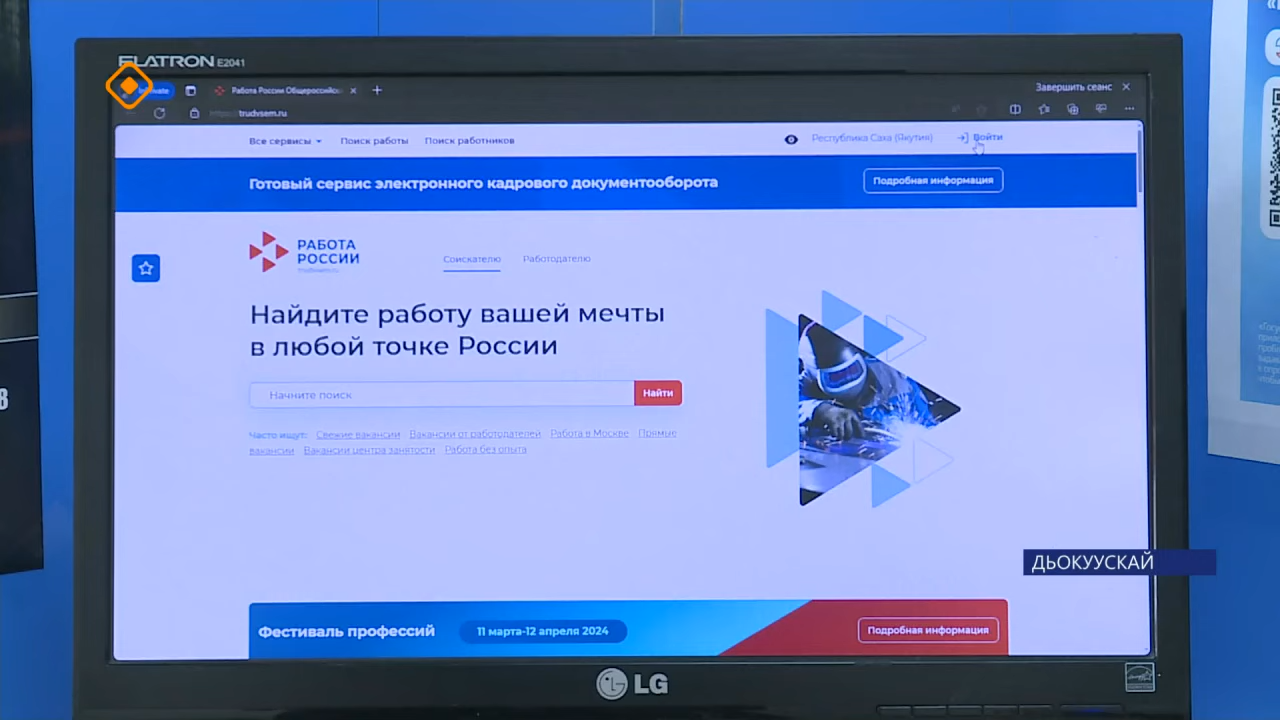 FLATRON E2041
Работа России Общероссийск
Завершить сеанс
https://trudvsem.ru
Все сервисы Поиск работы Поиск работников Республика Саха (Якутия) Войти
Готовый сервис электронного кадрового документооборота Подробная информация
РАБОТА
РОССИИ
Соискателю Работодателю
Найдите работу вашей мечты
в любой точке России
Начните поиск Найти
Часто ищут: Свежие вакансии Вакансии от работодателей Работа в Москве Прямые
вакансии Вакансии центра занятости Работа без опыта
ДЬОКУУСКАЙ
Фестиваль профессий 11 марта-12 апреля 2024 Подробная информация
LG